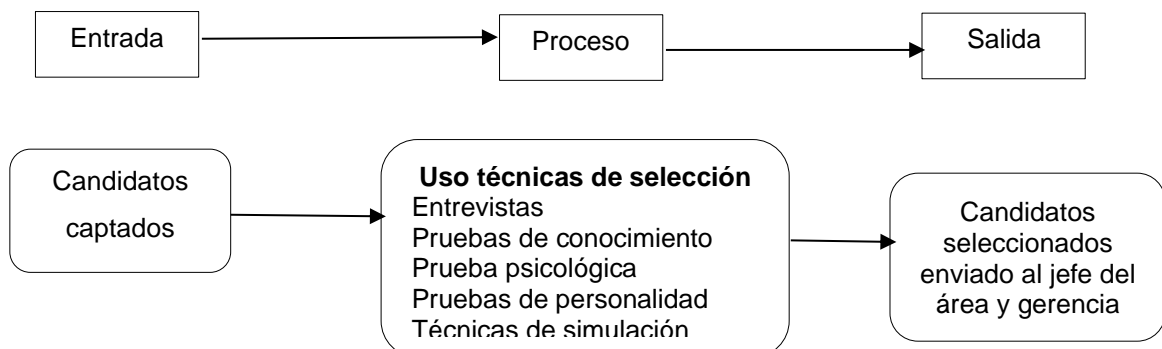 Entrada
Proceso
Salida
Candidatos
captados
Uso técnicas de selección
Entrevistas
Pruebas de conocimiento
Prueba psicológica
Pruebas de personalidad
Técnicas de simulación
Candidatos
seleccionados
enviado al jefe del
área y gerencia